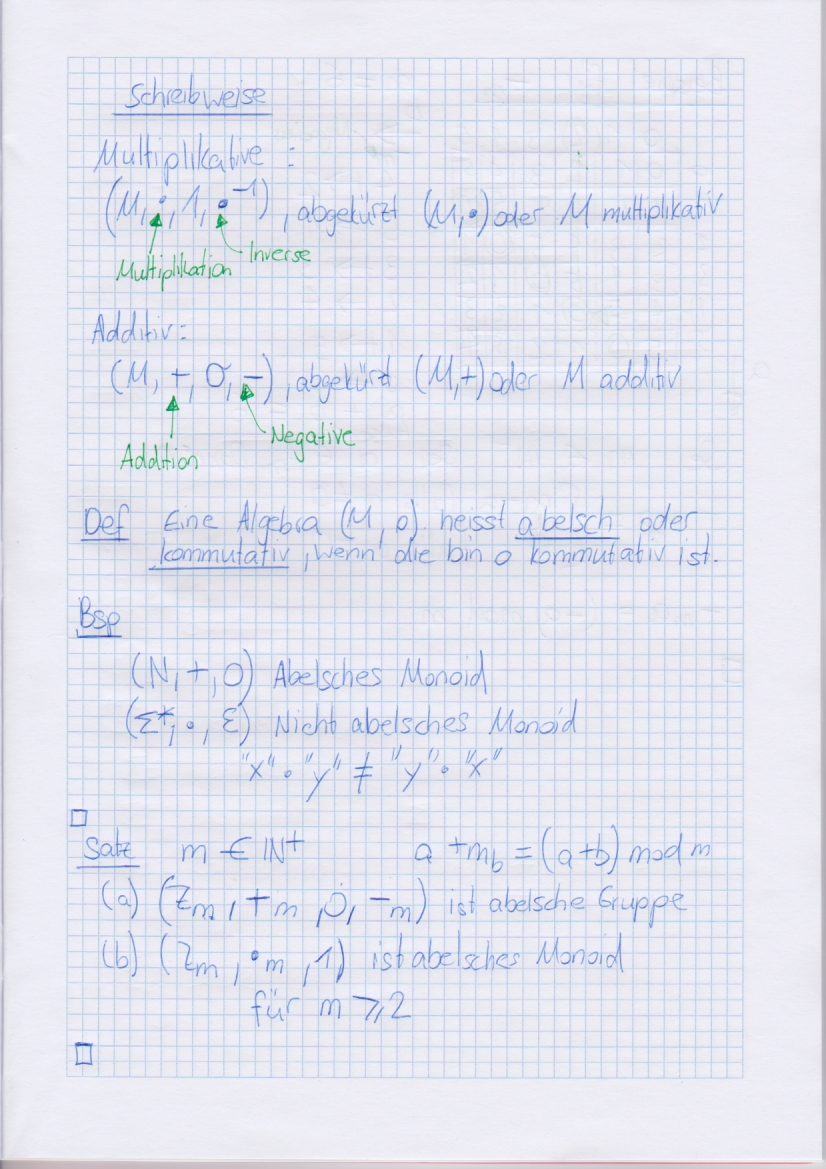 Schreibweise
Multiplikative :
(M, •, 1, •⁻¹), abgekürzt (M, •) oder M multiplikativ
Multiplikation Inverse
Additiv:
(M, +, 0, −), abgekürzt (M, +) oder M additiv
Addition Negative
Def Eine Algebra (M, o) heisst abelsch oder
kommutativ, wenn die bin o kommutativ ist.
Bsp
(N, +, 0) Abelsches Monoid
(Σ*, ∘, ε) Nicht abelsches Monoid
"x" ∘ "y" ≠ "y" ∘ "x"
Satz m ∈ ℕ⁺ a +m b = (a+b) mod m
(a) (Zm, +m, 0, −m) ist abelsche Gruppe
(b) (Zm, •m, 1) ist abelsches Monoid
für m ⩾ 2